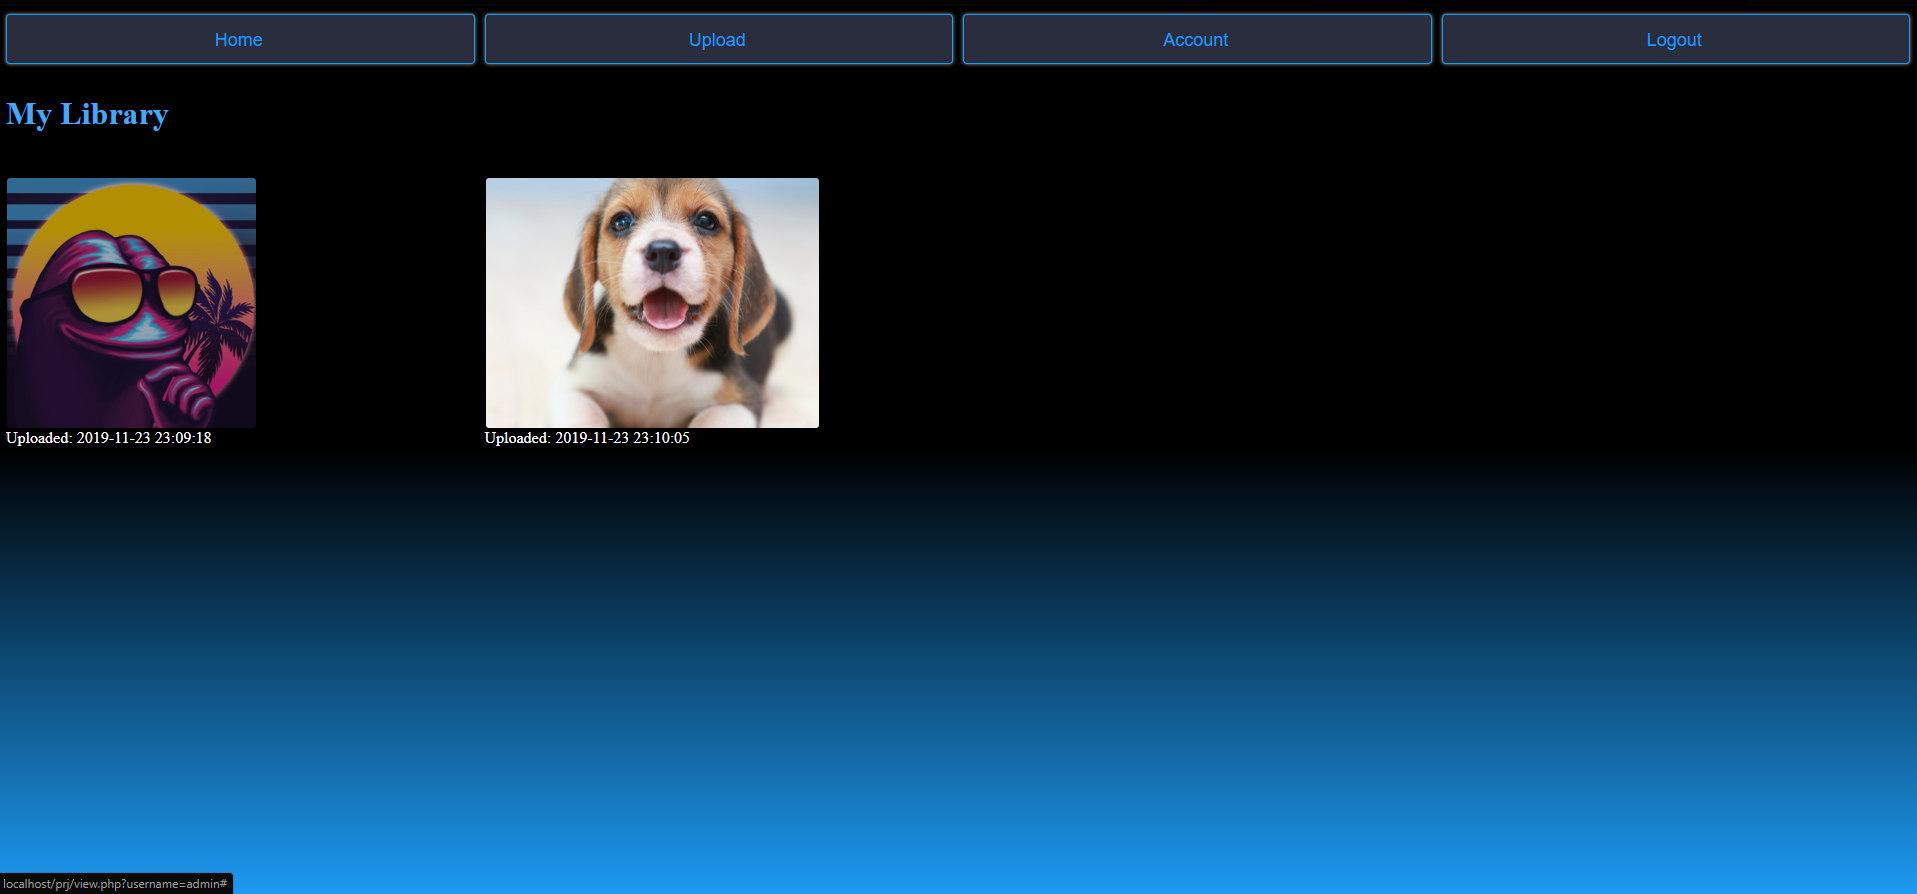 Home Upload Account Logout
My Library
Uploaded: 2019-11-23 23:09:18 Uploaded: 2019-11-23 23:10:05
localhost/prj/view.php?username=admin#